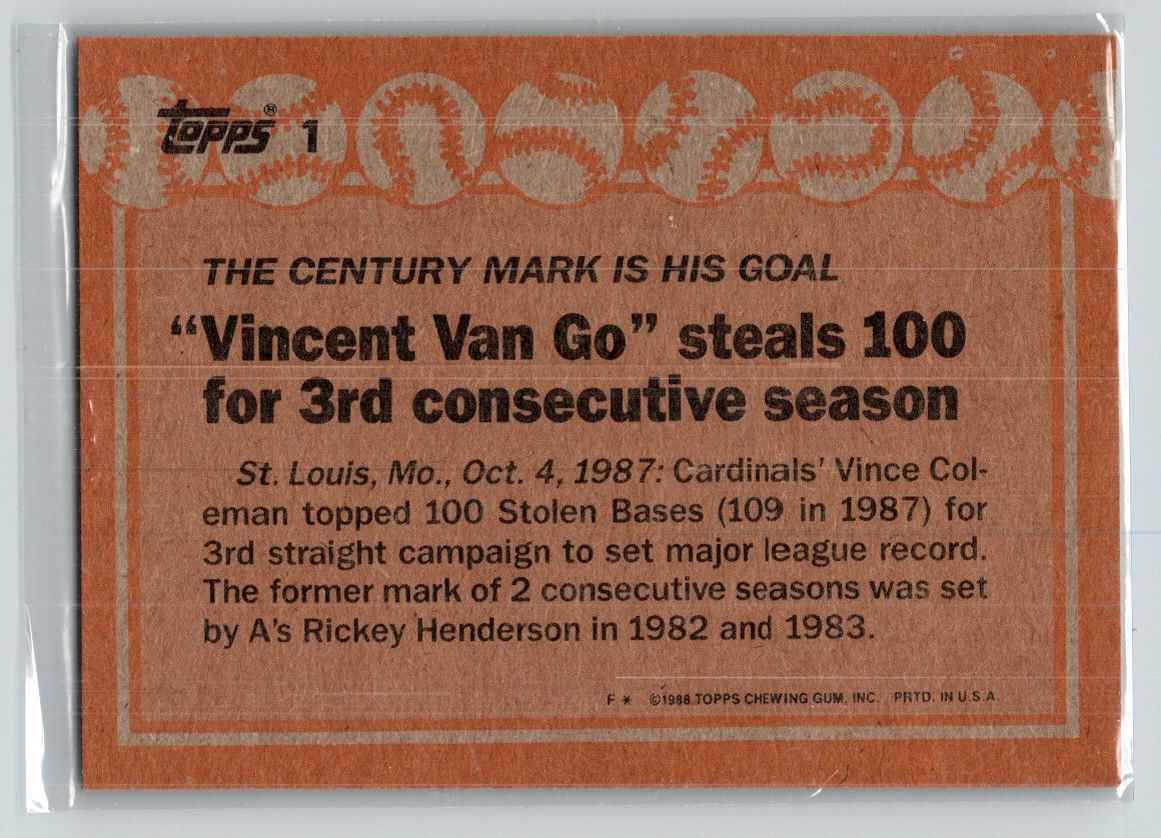 topps® 1
THE CENTURY MARK IS HIS GOAL
“Vincent Van Go” steals 100
for 3rd consecutive season
St. Louis, Mo., Oct. 4, 1987: Cardinals' Vince Col-
eman topped 100 Stolen Bases (109 in 1987) for
3rd straight campaign to set major league record.
The former mark of 2 consecutive seasons was set
by A's Rickey Henderson in 1982 and 1983.
F * ©1988 TOPPS CHEWING GUM, INC. PRTD. IN U.S.A.